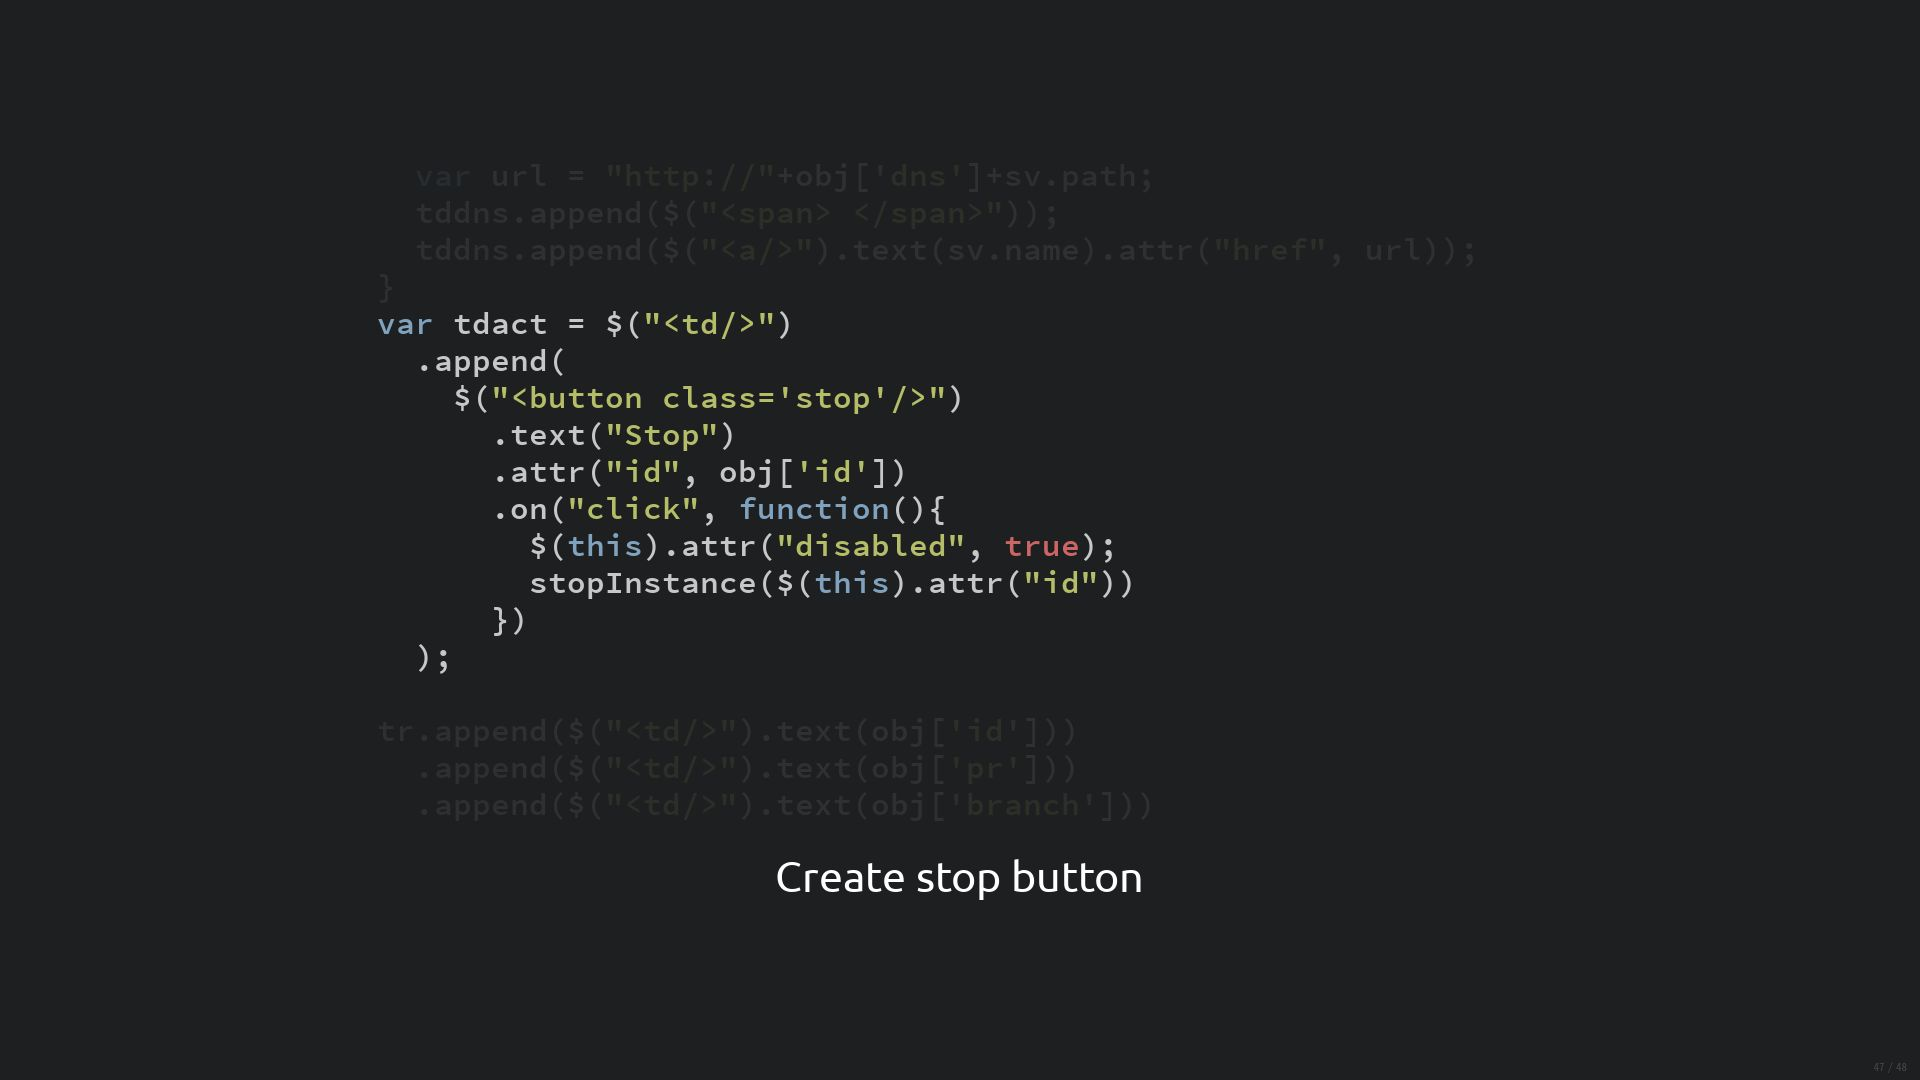 var url = "http://"+obj['dns']+sv.path;
tddns.append($("<span> </span>"));
tddns.append($("<a/>").text(sv.name).attr("href", url));
}
var tdact = $("<td/>")
.append(
$("<button class='stop'/>")
.text("Stop")
.attr("id", obj['id'])
.on("click", function(){
$(this).attr("disabled", true);
stopInstance($(this).attr("id"))
})
);
tr.append($("<td/>").text(obj['id']))
.append($("<td/>").text(obj['pr']))
.append($("<td/>").text(obj['branch']))
Create stop button
47 / 48